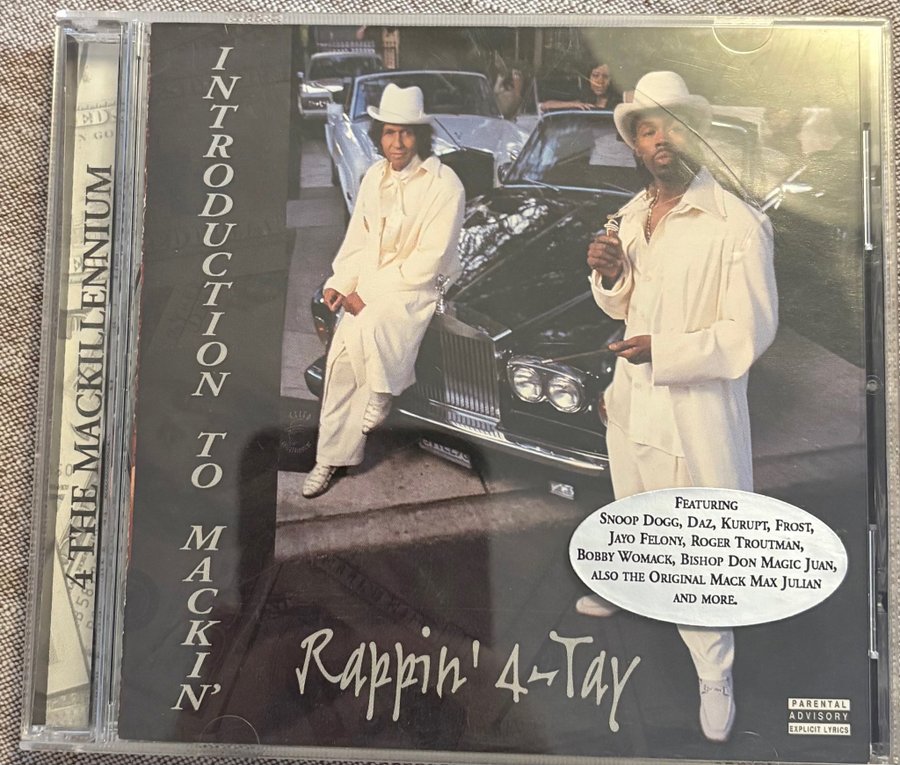 4 THE MACKILLENNIUM
INTRODUCTION TO MACKIN'
FEATURING
SNOOP DOGG, DAZ, KURUPT, FROST,
JAYO FELONY, ROGER TROUTMAN,
BOBBY WOMACK, BISHOP DON MAGIC JUAN,
ALSO THE ORIGINAL MACK MAX JULIAN
AND MORE.
Rappin' 4-Tay
PARENTAL
ADVISORY
EXPLICIT LYRICS